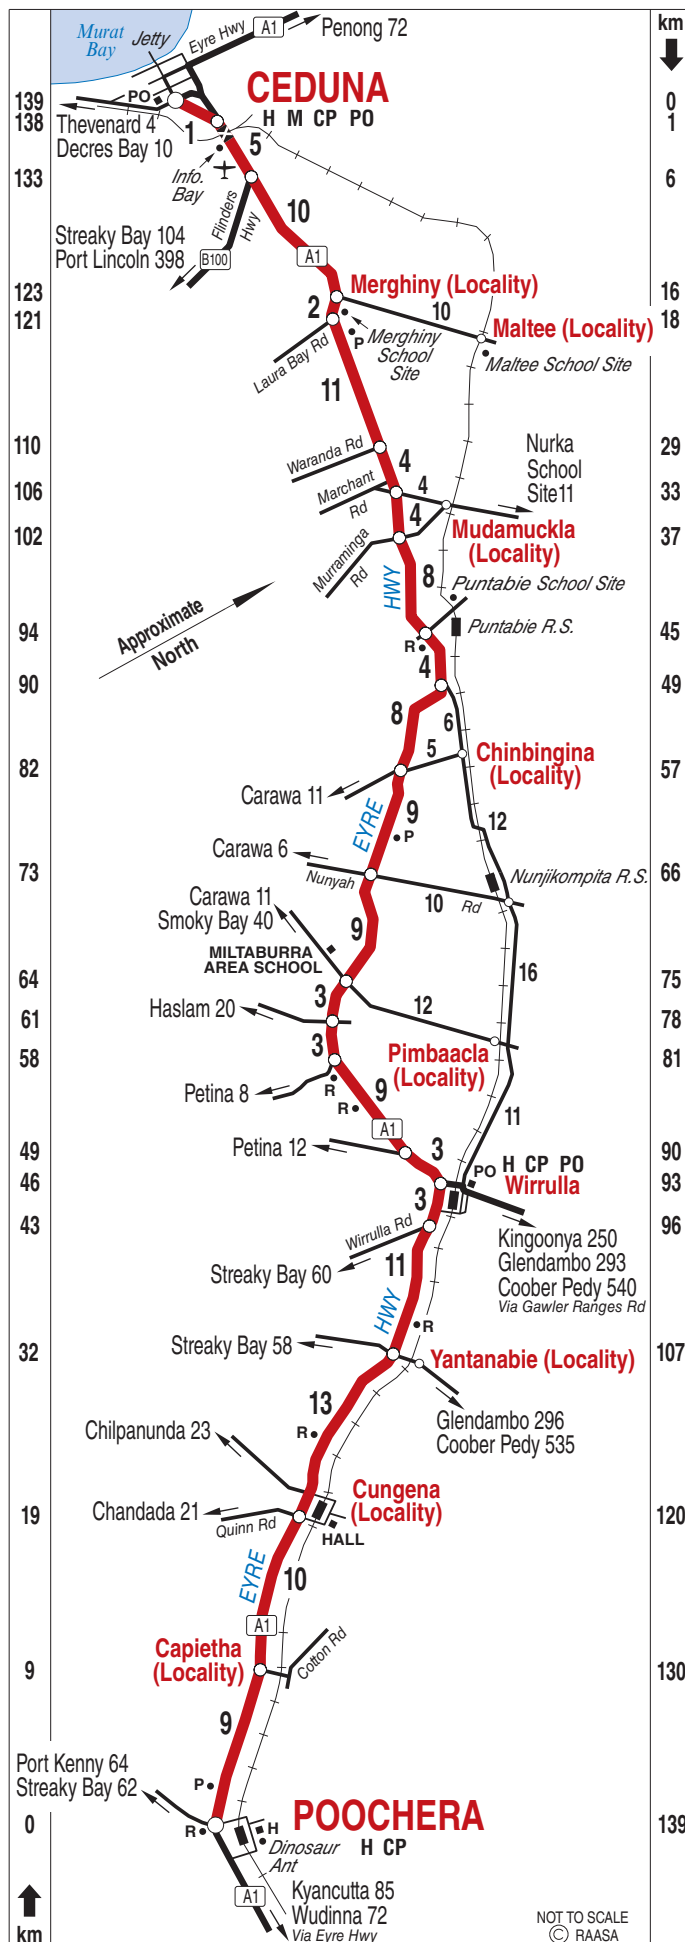 km
Murat
Bay
Jetty
Eyre Hwy
A1
Penong 72
CEDUNA
H M CP PO
PO
139
0
138
1
Thevenard 4
Decres Bay 10
1
5
Info.
Bay
133
6
Flinders
Hwy
10
Streaky Bay 104
Port Lincoln 398
B100
A1
Merghiny (Locality)
123
16
10
2
121
18
Maltee (Locality)
P
Merghiny
School
Site
Laura Bay Rd
Maltee School Site
11
110
29
Waranda Rd
Nurka
School
Site11
4
4
Marchant
Rd
106
33
4
Mudamuckla
(Locality)
102
37
Murraminga
Rd
HWY
8
Puntabie School Site
Approximate
North
94
45
Puntabie R.S.
R
4
90
49
8
6
5
Chinbingina
(Locality)
82
57
Carawa 11
EYRE
9
P
12
Carawa 6
73
66
Nunyah
10
Rd
Nunjikompita R.S.
Carawa 11
Smoky Bay 40
9
MILTABURRA
AREA SCHOOL
16
64
75
3
12
Haslam 20
61
78
3
Pimbaacla
(Locality)
58
81
Petina 8
R
R
9
11
A1
Petina 12
49
90
3
PO
H CP PO
Wirrulla
46
93
3
43
96
Wirrulla Rd
Kingoonya 250
Glendambo 293
Coober Pedy 540
Via Gawler Ranges Rd
Streaky Bay 60
11
HWY
R
Streaky Bay 58
32
107
Yantanabie (Locality)
13
Glendambo 296
Coober Pedy 535
R
Chilpanunda 23
Cungena
(Locality)
Chandada 21
19
120
Quinn Rd
HALL
10
EYRE
A1
Capietha
(Locality)
Cotton Rd
9
130
9
Port Kenny 64
Streaky Bay 62
P
POOCHERA
H CP
0
139
R
H
Dinosaur
Ant
A1
Kyancutta 85
Wudinna 72
Via Eyre Hwy
km
NOT TO SCALE
© RAASA